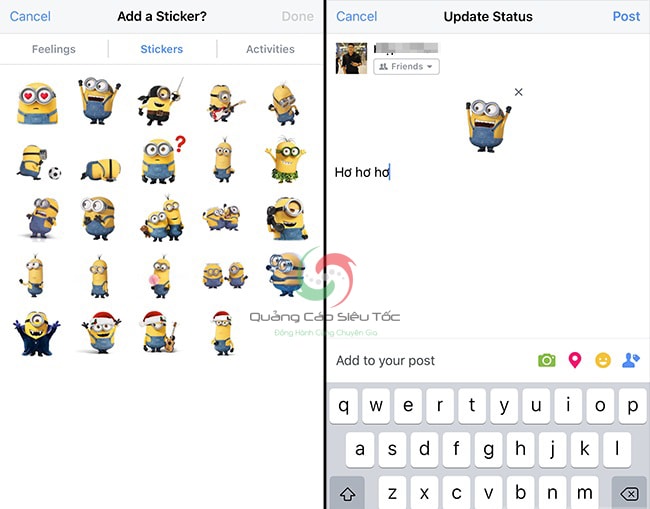 Cancel Add a Sticker? Done
Feelings Stickers Activities
?
Cancel Update Status Post
Friends
Hơ hơ hơ
Quảng Cáo Siêu Tốc
Đồng Hành Cùng Chuyên Gia
Add to your post
q w e r t y u i o p
a s d f g h j k l
z x c v b n m